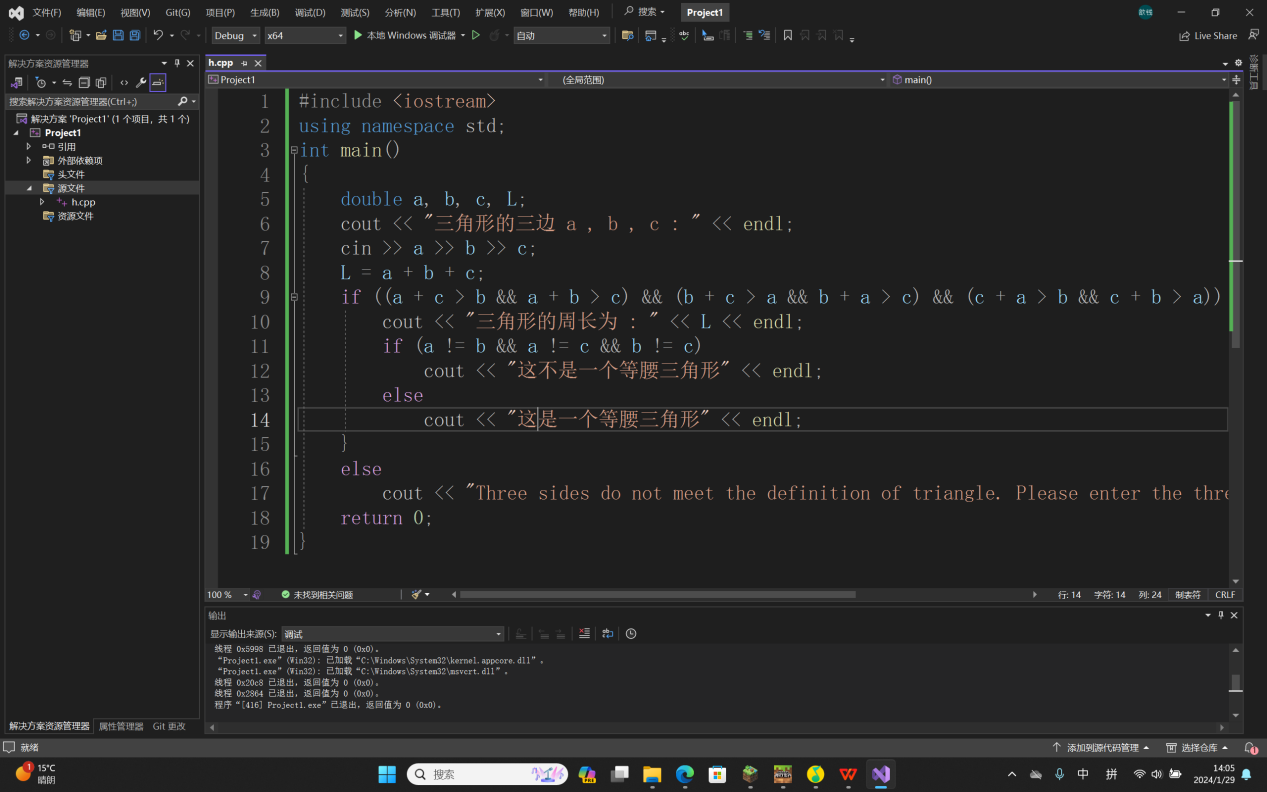 文件(F) 编辑(E) 视图(V) Git(G) 项目(P) 生成(B) 调试(D) 测试(S) 分析(N) 工具(T) 扩展(X) 窗口(W) 帮助(H) 搜索 Project1
Debug x64 本地 Windows 调试器 自动 Live Share
解决方案资源管理器
搜索解决方案资源管理器(Ctrl+;)
解决方案 'Project1' (1 个项目, 共 1 个)
Project1
引用
外部依赖项
头文件
源文件
h.cpp
资源文件
解决方案资源管理器 属性管理器 Git 更改
h.cpp
Project1 (全局范围) main()
1 #include <iostream>
2 using namespace std;
3 int main()
4 {
5 double a, b, c, L;
6 cout << "三角形的三边 a , b , c : " << endl;
7 cin >> a >> b >> c;
8 L = a + b + c;
9 if ((a + c > b && a + b > c) && (b + c > a && b + a > c) && (c + a > b && c + b > a))
10 cout << "三角形的周长为 : " << L << endl;
11 if (a != b && a != c && b != c)
12 cout << "这不是一个等腰三角形" << endl;
13 else
14 cout << "这是一个等腰三角形" << endl;
15 }
16 else
17 cout << "Three sides do not meet the definition of triangle. Please enter the thre
18 return 0;
19 }
100 % 未找到相关问题 行: 14 字符: 14 列: 24 制表符 CRLF
诊断工具
输出
显示输出来源(S): 调试
线程 0x5998 已退出，返回值为 0 (0x0)。
“Project1.exe”(Win32): 已加载“C:\Windows\System32\kernel.appcore.dll”。
“Project1.exe”(Win32): 已加载“C:\Windows\System32\msvcrt.dll”。
线程 0x20c8 已退出，返回值为 0 (0x0)。
线程 0x2864 已退出，返回值为 0 (0x0)。
程序“[416] Project1.exe”已退出，返回值为 0 (0x0)。
就绪 添加到源代码管理 选择仓库 1
1 15°C
晴朗
搜索
PRE
中 拼
14:05
2024/1/29